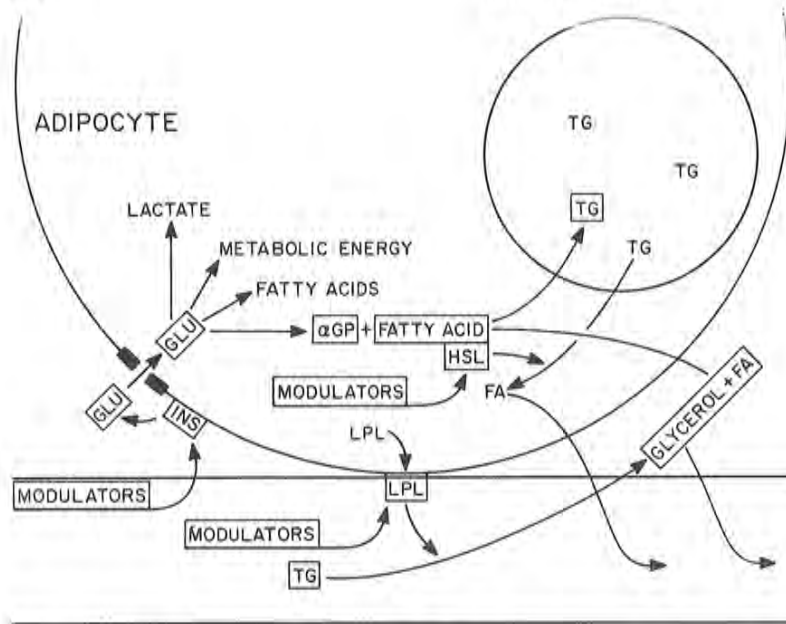 ADIPOCYTE
TG
TG
TG
TG
LACTATE
METABOLIC ENERGY
FATTY ACIDS
GLU
αGP + FATTY ACID
HSL
MODULATORS
FA
GLU
INS
LPL
GLYCEROL + FA
MODULATORS
LPL
MODULATORS
TG